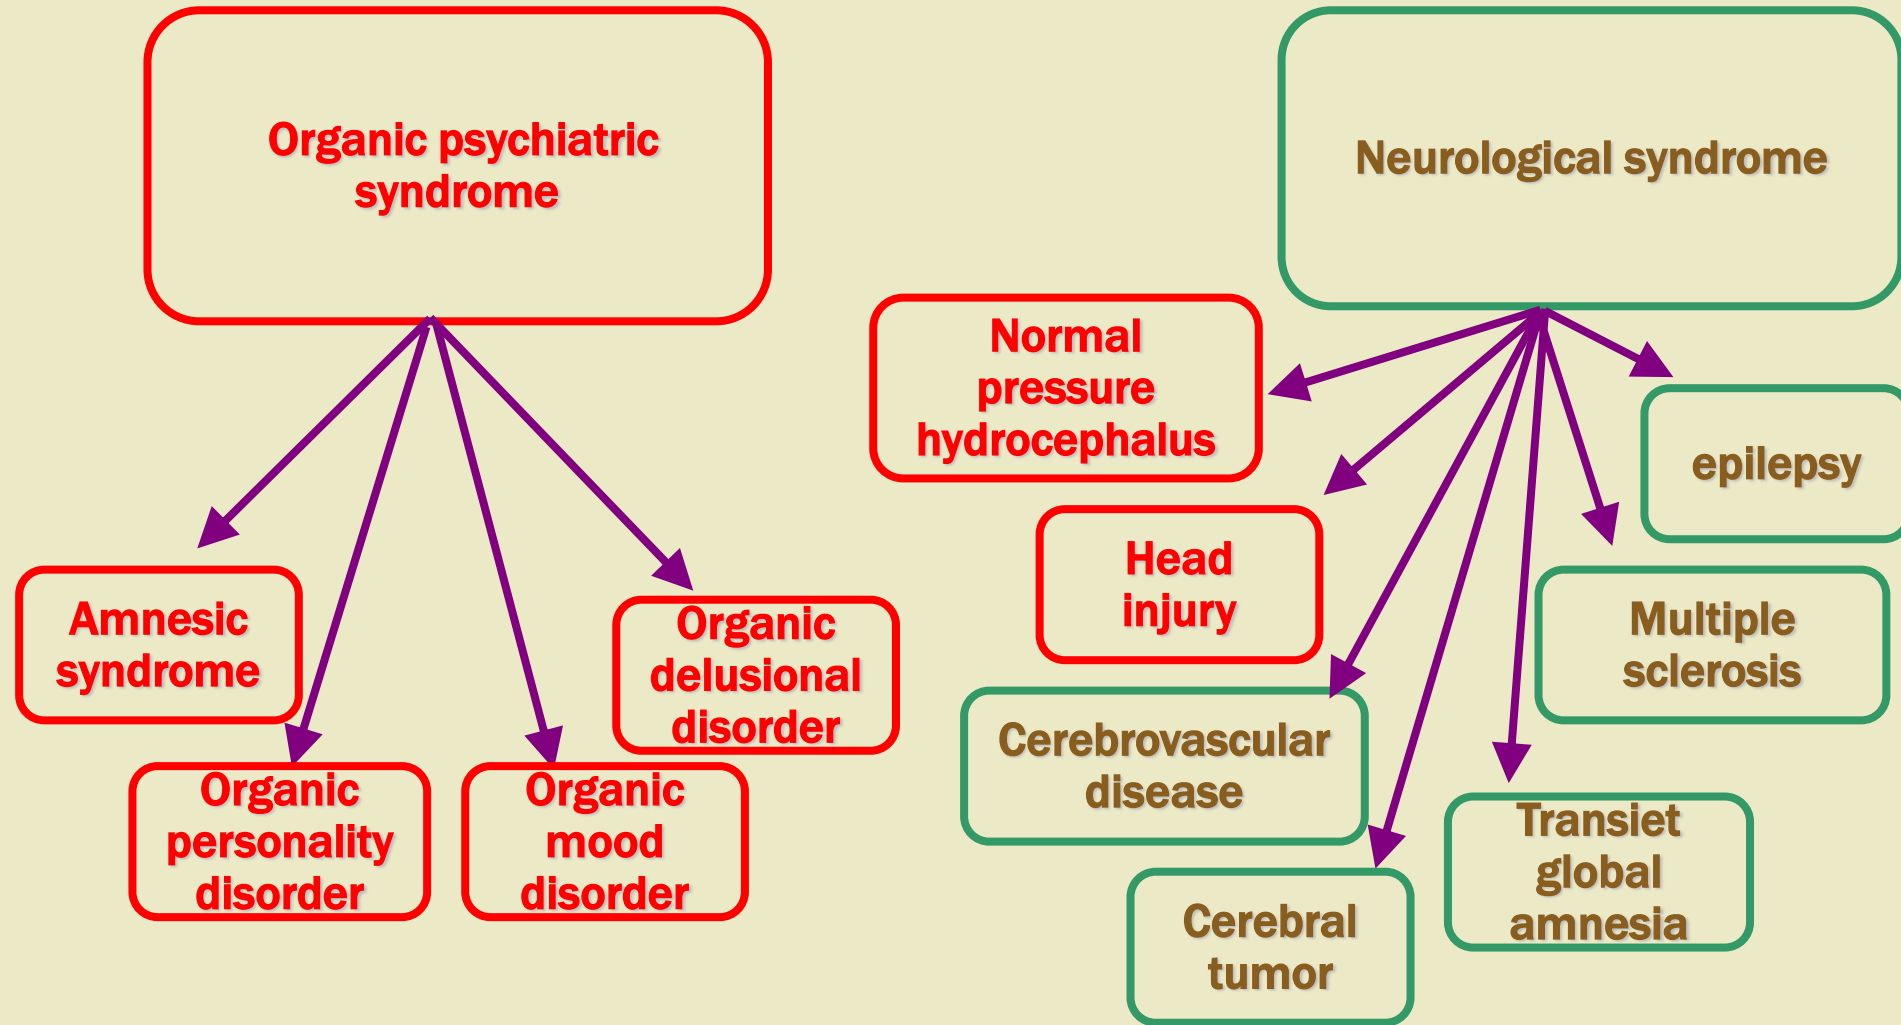 Organic psychiatric
syndrome
Neurological syndrome
Normal
pressure
hydrocephalus
epilepsy
Head
injury
Amnesic
syndrome
Organic
delusional
disorder
Multiple
sclerosis
Cerebrovascular
disease
Organic
personality
disorder
Organic
mood
disorder
Transiet
global
amnesia
Cerebral
tumor